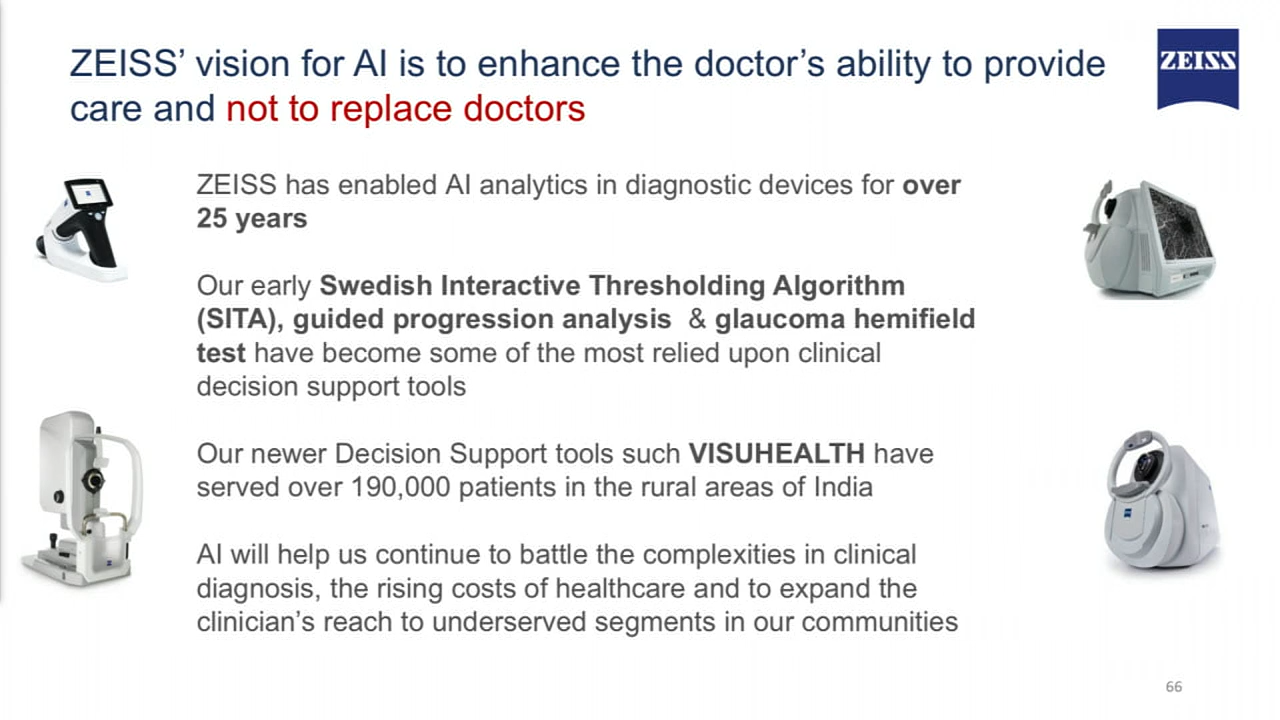 ZEISS’ vision for AI is to enhance the doctor’s ability to provide
care and not to replace doctors
ZEISS
ZEISS has enabled AI analytics in diagnostic devices for over
25 years
Our early Swedish Interactive Thresholding Algorithm
(SITA), guided progression analysis & glaucoma hemifield
test have become some of the most relied upon clinical
decision support tools
Our newer Decision Support tools such VISUHEALTH have
served over 190,000 patients in the rural areas of India
AI will help us continue to battle the complexities in clinical
diagnosis, the rising costs of healthcare and to expand the
clinician’s reach to underserved segments in our communities
66